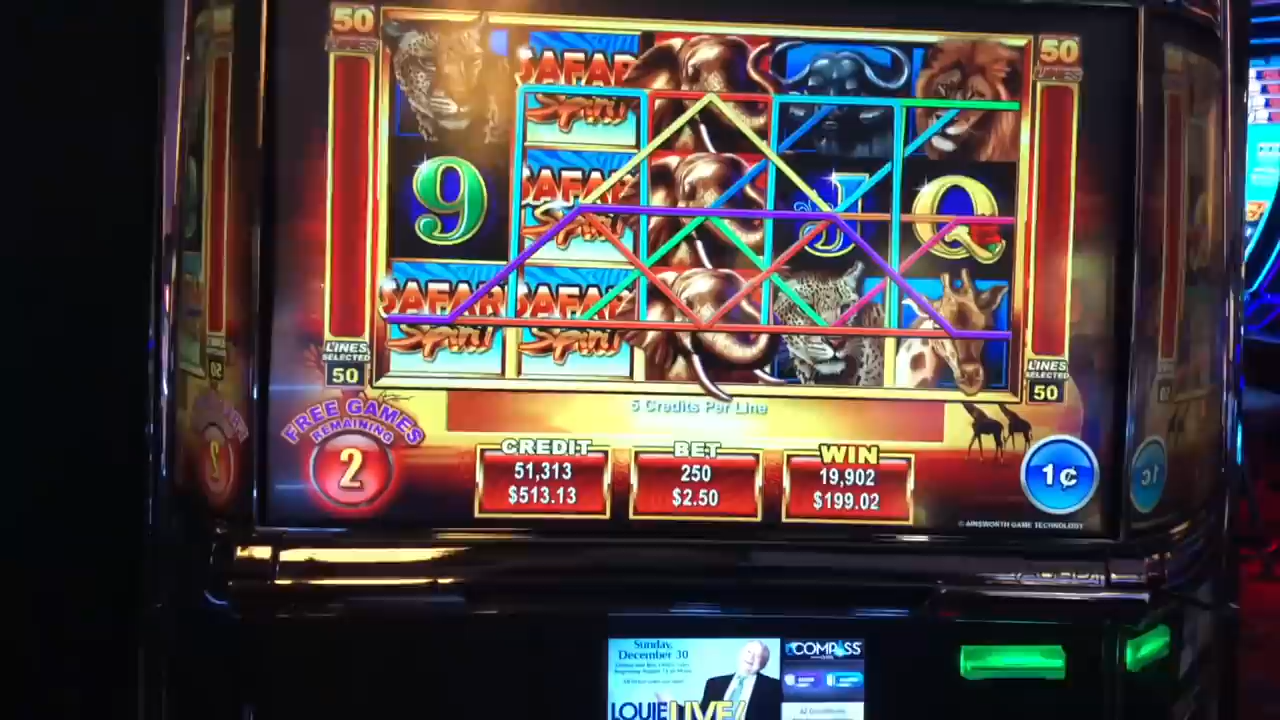 50
50
SAFARI
Spirit
SAFARI
Spirit
9
J
Q
SAFARI
Spirit
SAFARI
Spirit
LINES
SELECTED
50
LINES
SELECTED
50
5 Credits Per Line
FREE GAMES
REMAINING
2
CREDIT
51,313
$513.13
BET
250
$2.50
WIN
19,902
$199.02
1¢
© AINSWORTH GAME TECHNOLOGY
Sunday,
December 30
COMPASS
LOUIE LIVE!